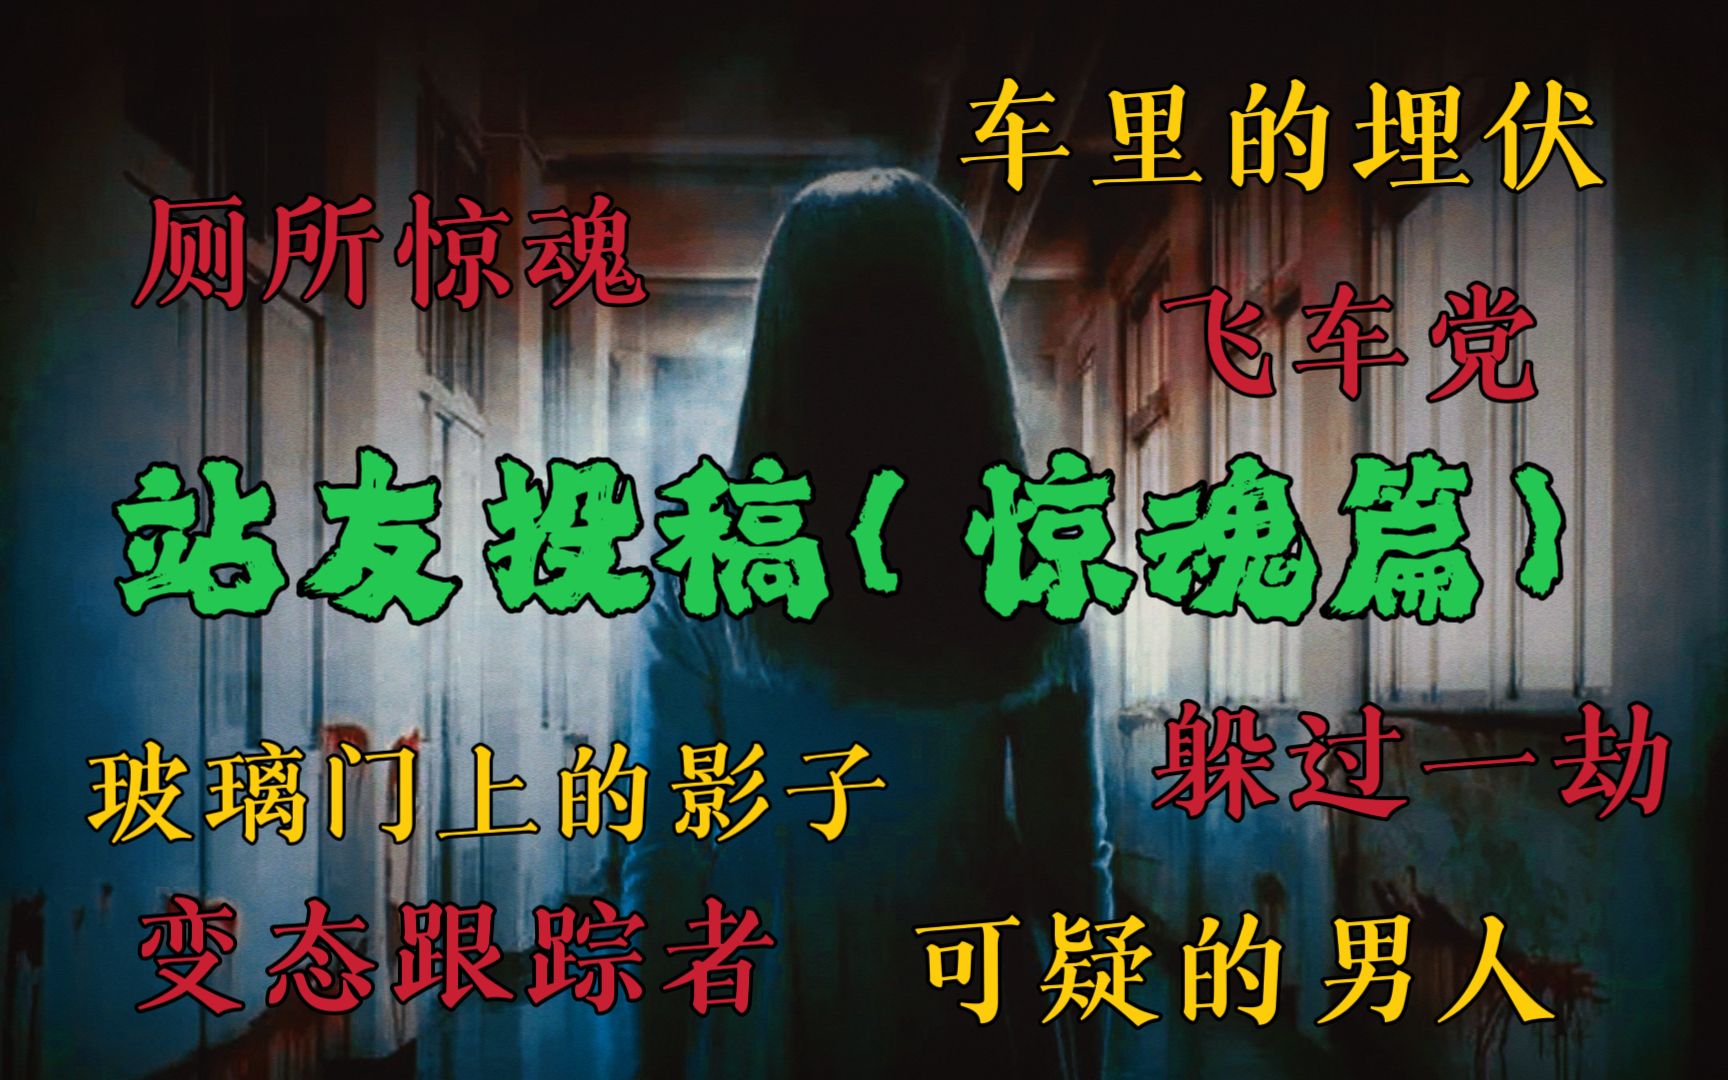 车里的埋伏
厕所惊魂
飞车党
站友投稿(惊魂篇)
玻璃门上的影子
躲过一劫
变态跟踪者
可疑的男人